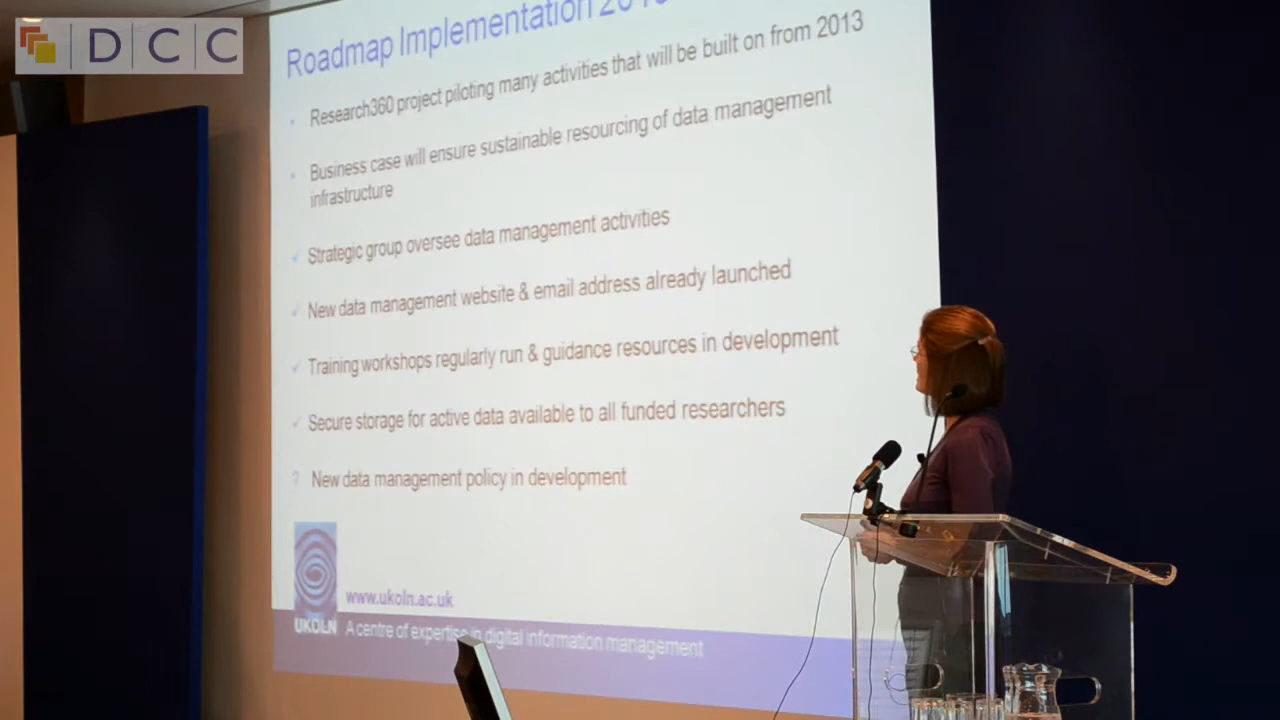 DCC
Roadmap Implementation
Research360 project piloting many activities that will be built on from 2013
Business case will ensure sustainable resourcing of data management
infrastructure
Strategic group oversee data management activities
New data management website & email address already launched
Training workshops regularly run & guidance resources in development
Secure storage for active data available to all funded researchers
? New data management policy in development
www.ukoln.ac.uk
UKOLN A centre of expertise in digital information management